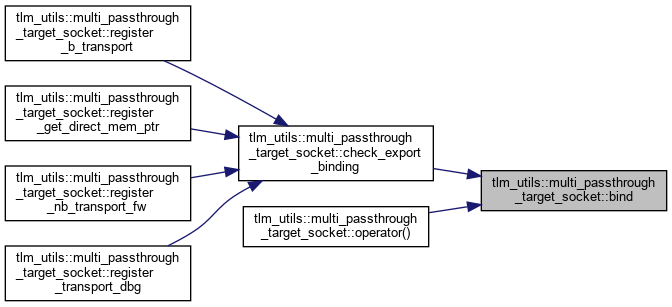 tlm_utils::multi_passthrough
_target_socket::register
_b_transport
tlm_utils::multi_passthrough
_target_socket::register
_get_direct_mem_ptr
tlm_utils::multi_passthrough
_target_socket::register
_nb_transport_fw
tlm_utils::multi_passthrough
_target_socket::register
_transport_dbg
tlm_utils::multi_passthrough
_target_socket::check_export
_binding
tlm_utils::multi_passthrough
_target_socket::operator()
tlm_utils::multi_passthrough
_target_socket::bind